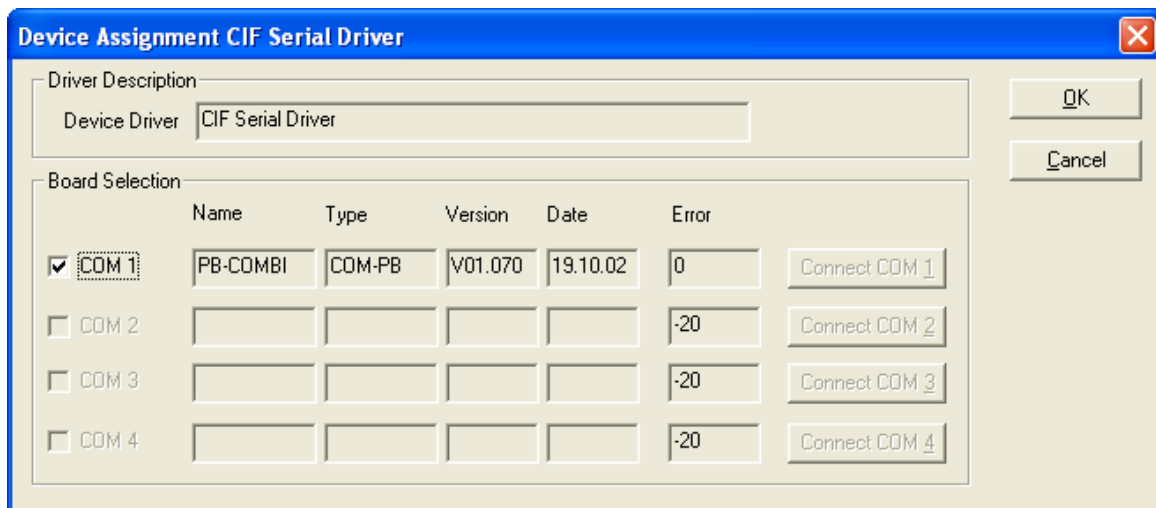 Device Assignment CIF Serial Driver
Driver Description
Device Driver CIF Serial Driver
OK
Cancel
Board Selection
Name Type Version Date Error
COM 1 PB-COMBI COM-PB V01.070 19.10.02 0 Connect COM 1
COM 2 -20 Connect COM 2
COM 3 -20 Connect COM 3
COM 4 -20 Connect COM 4